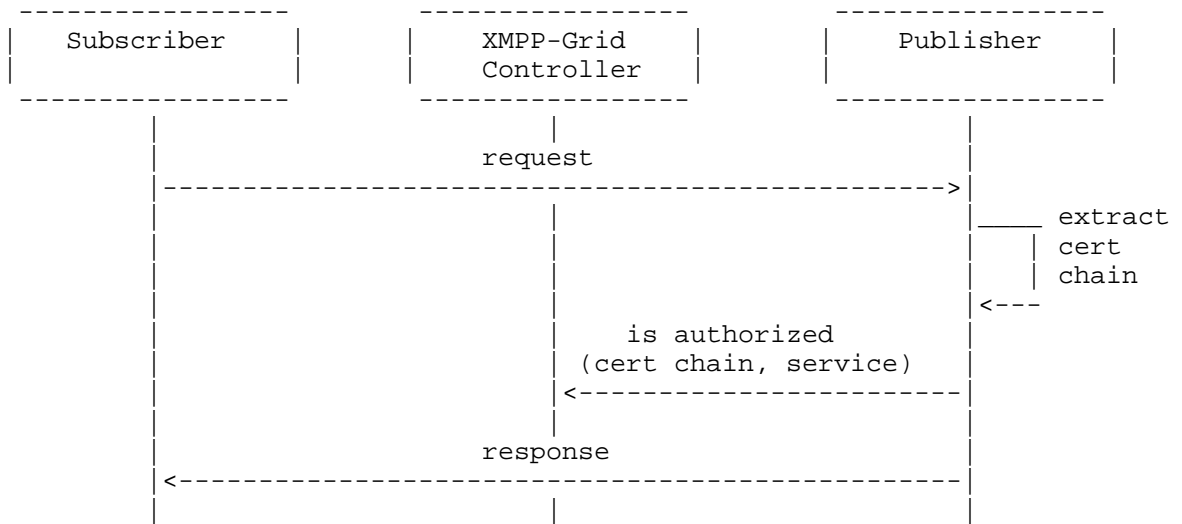 Subscriber XMPP-Grid Publisher
Controller
request
extract
cert
chain
is authorized
(cert chain, service)
response